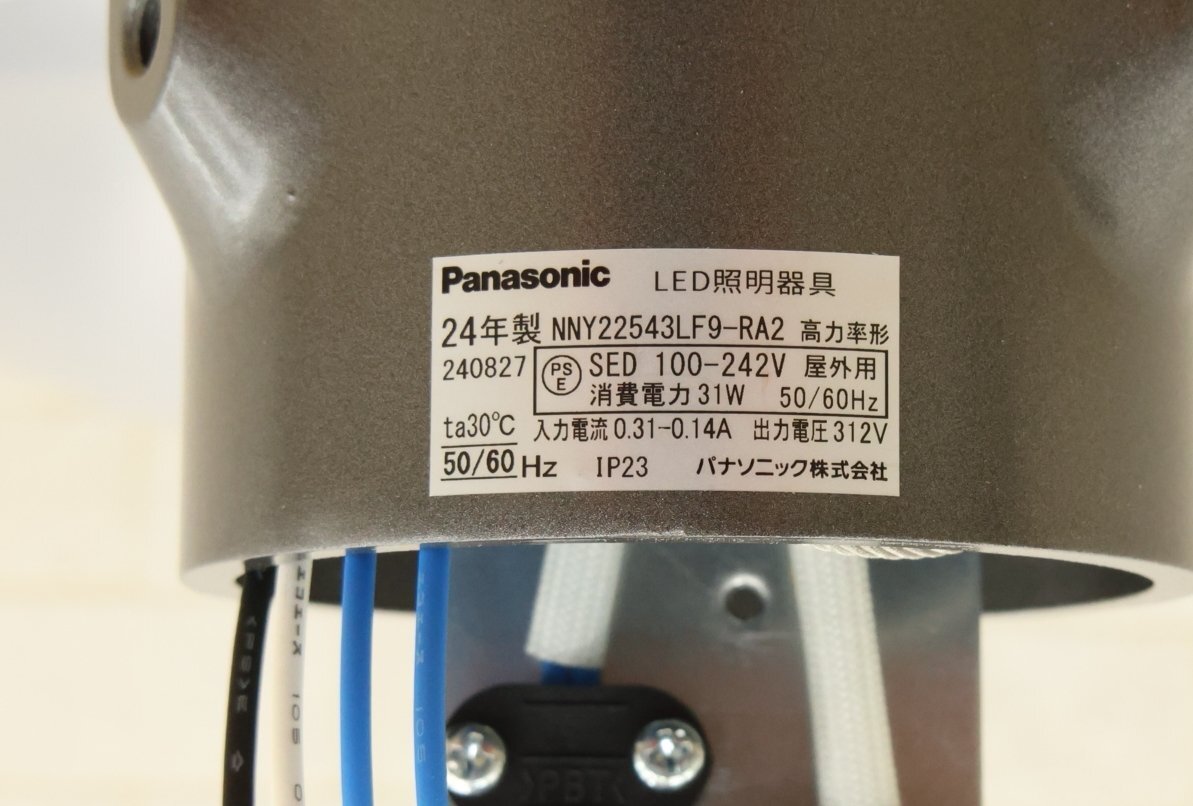 Panasonic LED照明器具
24年製 NNY22543LF9-RA2 高力率形
240827 PS E SED 100-242V 屋外用
消費電力 31W 50/60Hz
ta30℃ 入力電流 0.31-0.14A 出力電圧 312V
50/60 Hz IP23 パナソニック株式会社
>PBT<